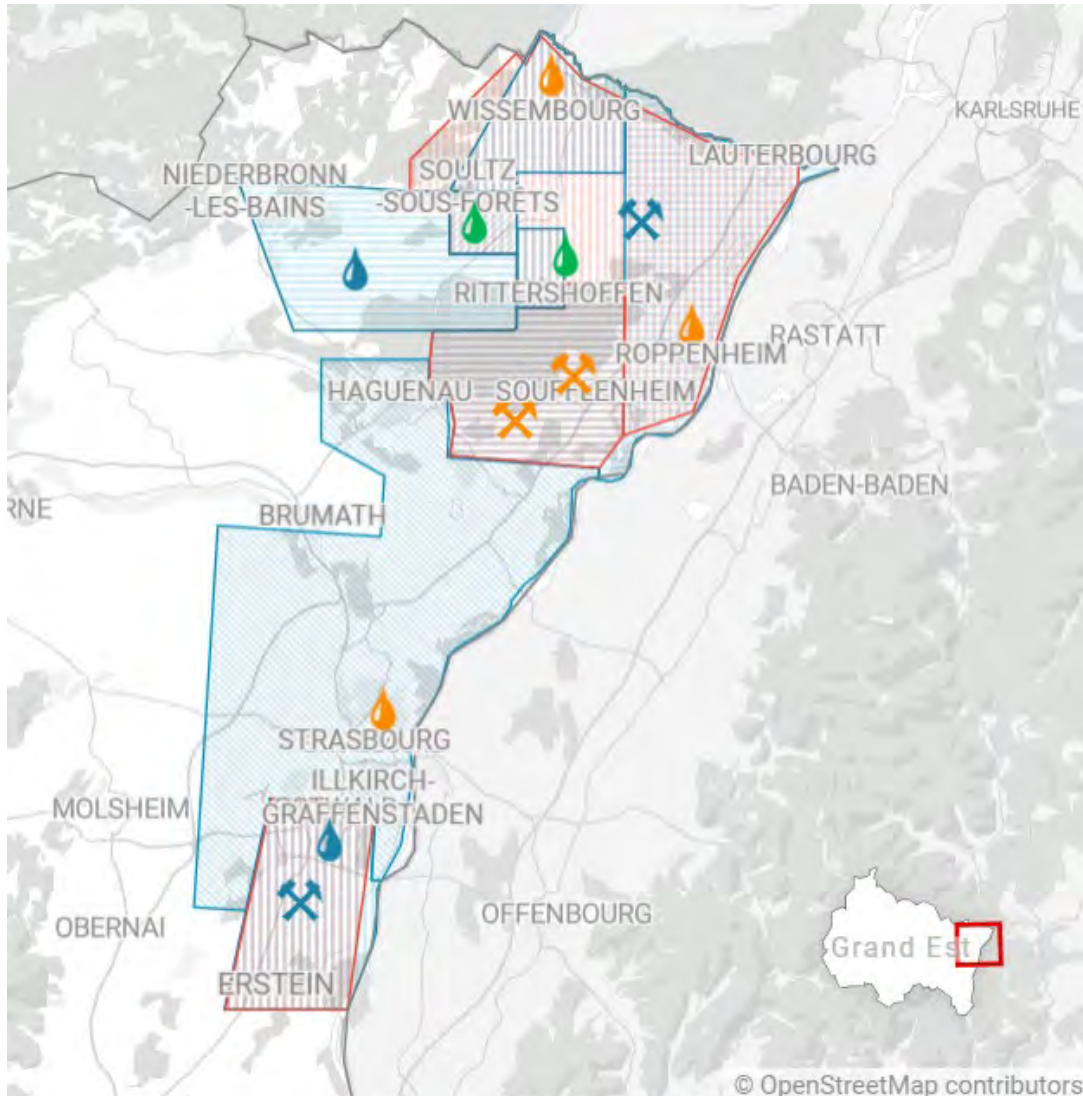 WISSEMBOURG
KARLSRUHE
LAUTERBOURG
NIEDERBRONN
-LES-BAINS
SOULTZ
-SOUS-FORETS
RITTERSHOFFEN
RASTATT
ROPPENHEIM
HAGUENAU
SOUFFLENHEIM
BADEN-BADEN
RNE
BRUMATH
STRASBOURG
ILLKIRCH-
GRAFFENSTADEN
MOLSHEIM
OBERNAI
OFFENBOURG
ERSTEIN
Grand Est
© OpenStreetMap contributors